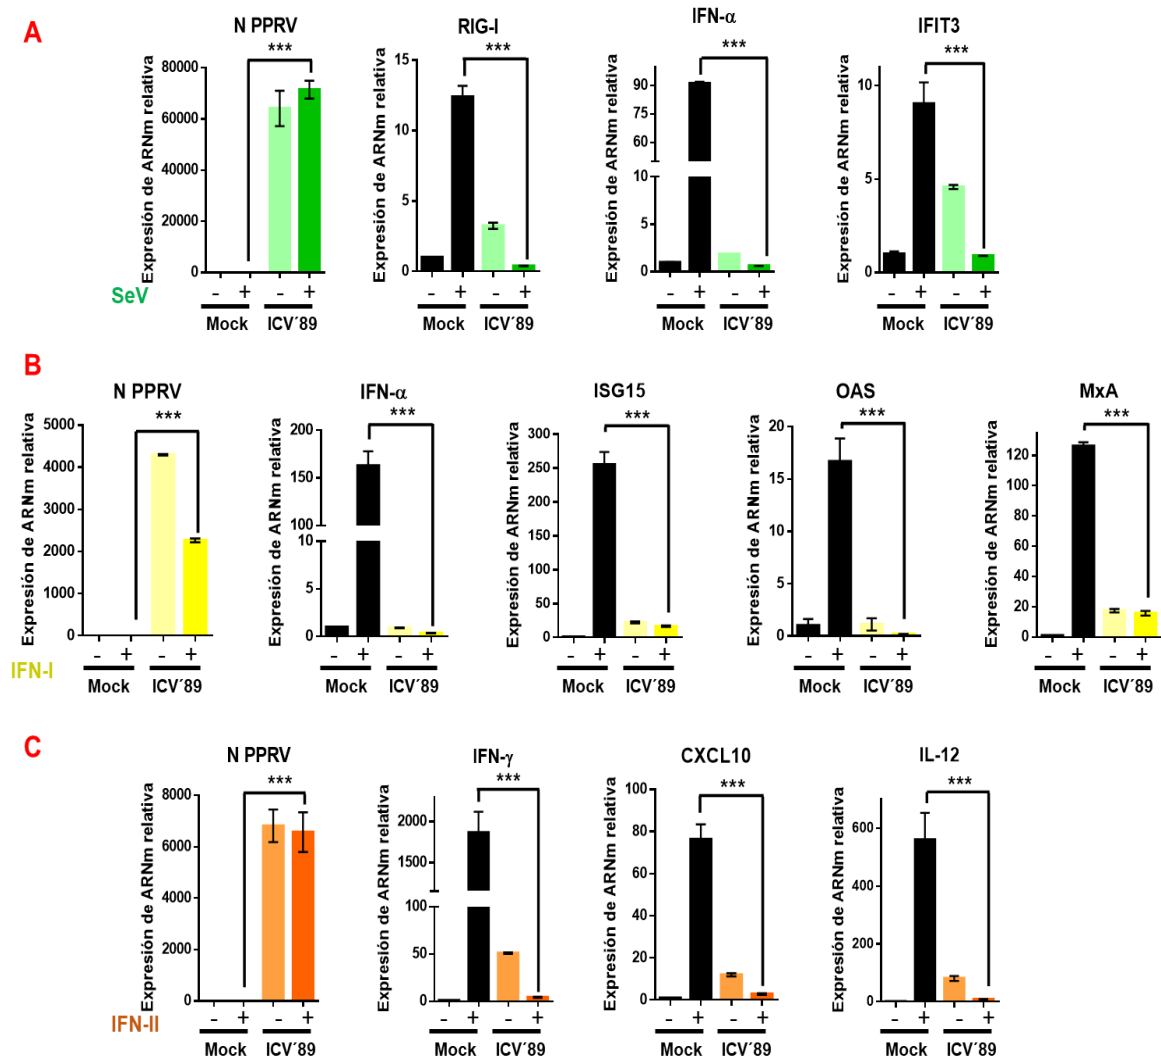 A
N PPRV
RIG-I
IFN-α
IFIT3
Expresión de ARNm relativa
80000
60000
40000
20000
0
***
Expresión de ARNm relativa
15
10
5
0
***
Expresión de ARNm relativa
90
80
70
60
50
10
2
1
0
***
Expresión de ARNm relativa
10
5
0
***
SeV
- + - +
Mock ICV´89
- + - +
Mock ICV´89
- + - +
Mock ICV´89
- + - +
Mock ICV´89
B
N PPRV
IFN-α
ISG15
OAS
MxA
Expresión de ARNm relativa
5000
4000
3000
2000
1000
0
***
Expresión de ARNm relativa
200
150
100
10
5
0
***
Expresión de ARNm relativa
300
250
200
150
100
50
0
***
Expresión de ARNm relativa
20
15
10
5
0
***
Expresión de ARNm relativa
120
100
80
60
40
20
0
***
IFN-I
- + - +
Mock ICV´89
- + - +
Mock ICV´89
- + - +
Mock ICV´89
- + - +
Mock ICV´89
- + - +
Mock ICV´89
C
N PPRV
IFN-γ
CXCL10
IL-12
Expresión de ARNm relativa
8000
6000
4000
2000
0
***
Expresión de ARNm relativa
2000
1500
100
50
0
***
Expresión de ARNm relativa
100
80
60
40
20
0
***
Expresión de ARNm relativa
600
400
200
100
0
***
IFN-II
- + - +
Mock ICV´89
- + - +
Mock ICV´89
- + - +
Mock ICV´89
- + - +
Mock ICV´89